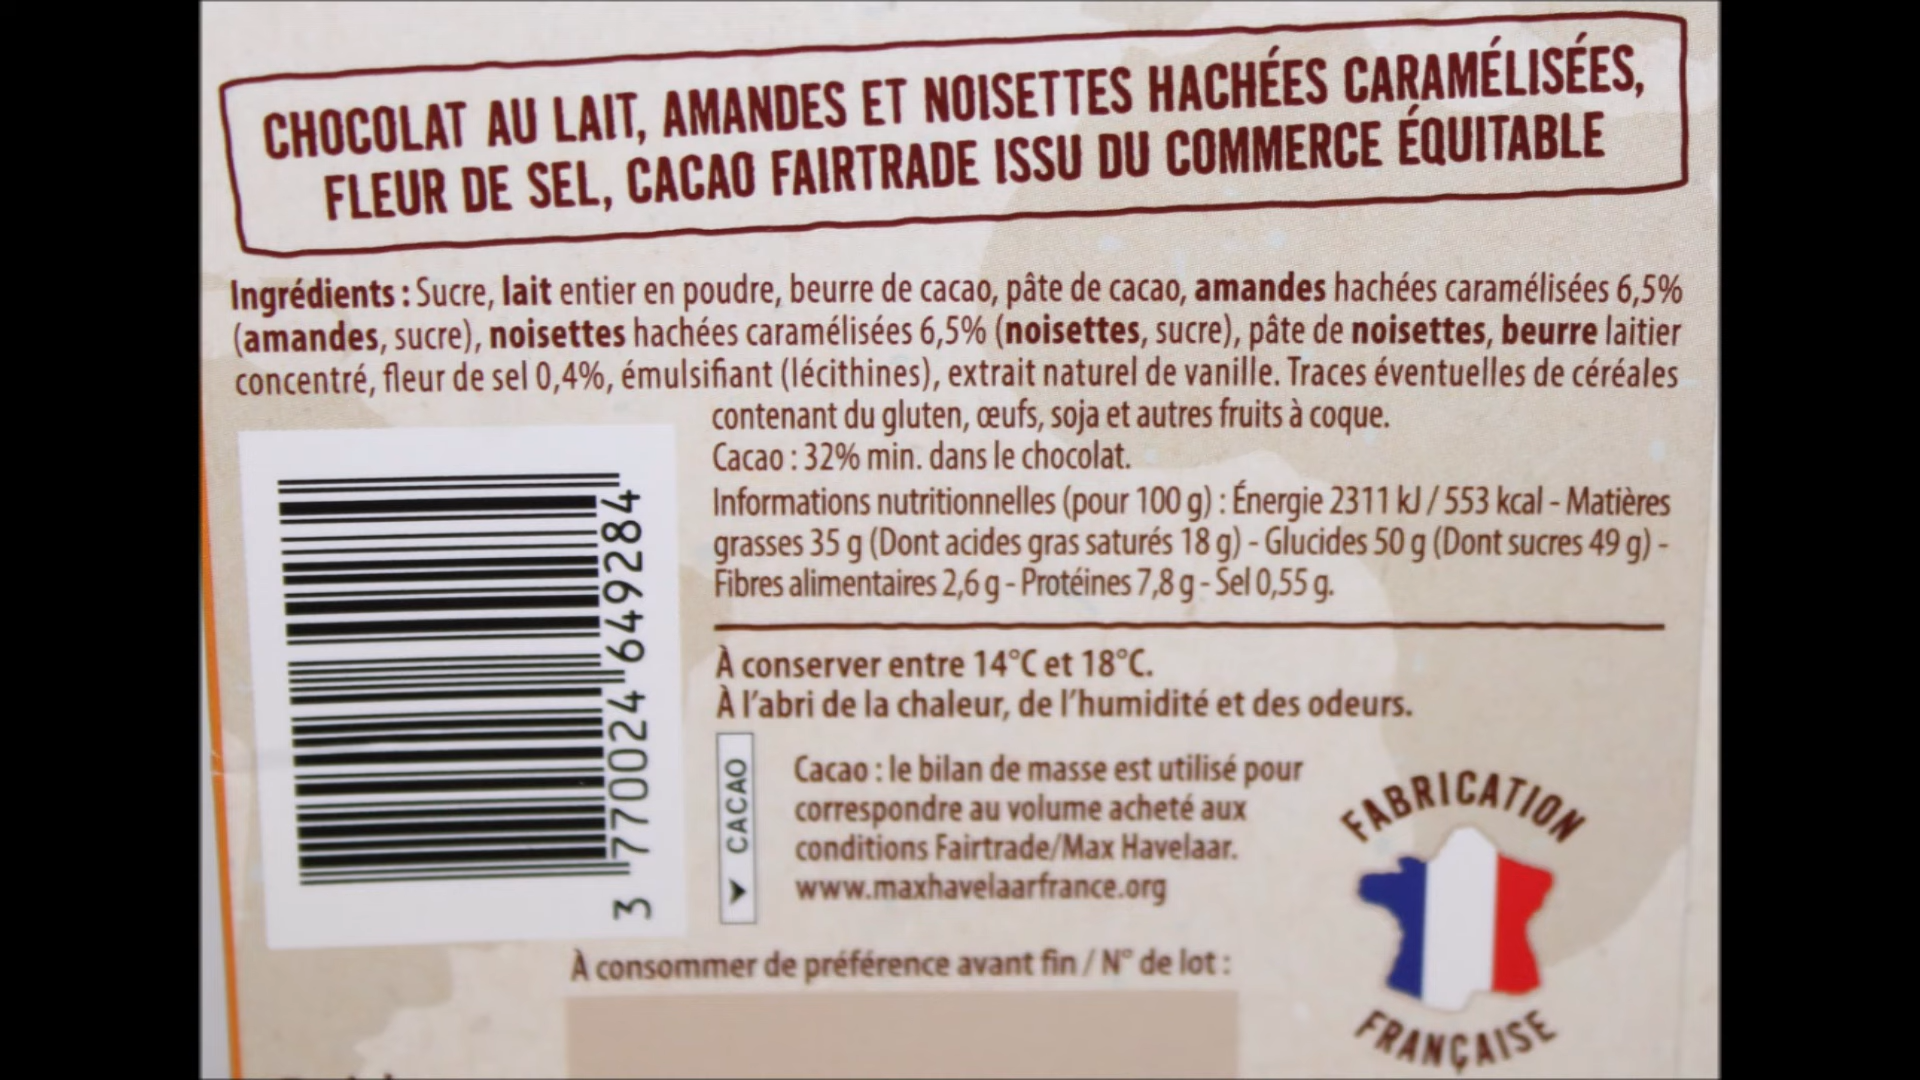 CHOCOLAT AU LAIT, AMANDES ET NOISETTES HACHÉES CARAMÉLISÉES,
FLEUR DE SEL, CACAO FAIRTRADE ISSU DU COMMERCE ÉQUITABLE
Ingrédients : Sucre, lait entier en poudre, beurre de cacao, pâte de cacao, amandes hachées caramélisées 6,5%
(amandes, sucre), noisettes hachées caramélisées 6,5% (noisettes, sucre), pâte de noisettes, beurre laitier
concentré, fleur de sel 0,4%, émulsifiant (lécithines), extrait naturel de vanille. Traces éventuelles de céréales
contenant du gluten, œufs, soja et autres fruits à coque.
Cacao : 32% min. dans le chocolat.
Informations nutritionnelles (pour 100 g) : Énergie 2311 kJ / 553 kcal - Matières
grasses 35 g (Dont acides gras saturés 18 g) - Glucides 50 g (Dont sucres 49 g) -
Fibres alimentaires 2,6 g - Protéines 7,8 g - Sel 0,55 g.
3 770024 649284
À conserver entre 14°C et 18°C.
À l'abri de la chaleur, de l'humidité et des odeurs.
CACAO
Cacao : le bilan de masse est utilisé pour
correspondre au volume acheté aux
conditions Fairtrade/Max Havelaar.
www.maxhavelaarfrance.org
FABRICATION
FRANÇAISE
À consommer de préférence avant fin / N° de lot :